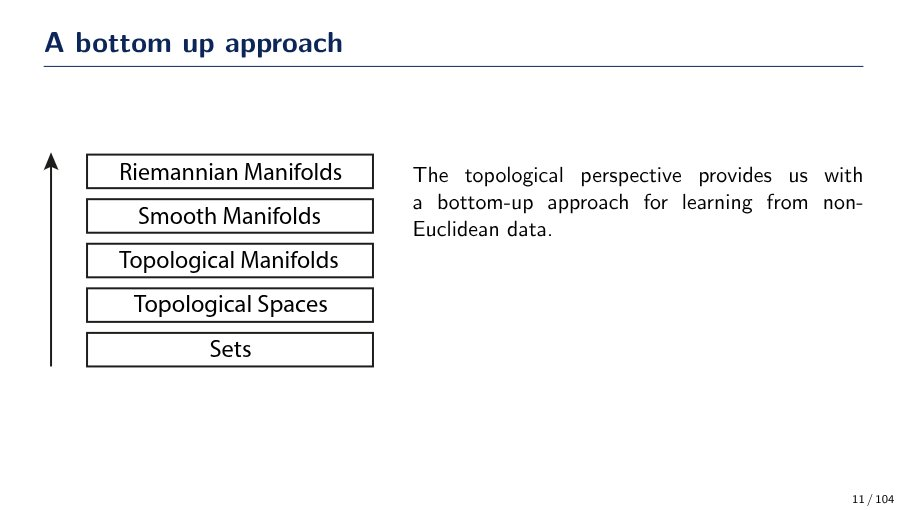 A bottom up approach
Riemannian Manifolds
Smooth Manifolds
Topological Manifolds
Topological Spaces
Sets
The topological perspective provides us with
a bottom-up approach for learning from non-
Euclidean data.
11 / 104